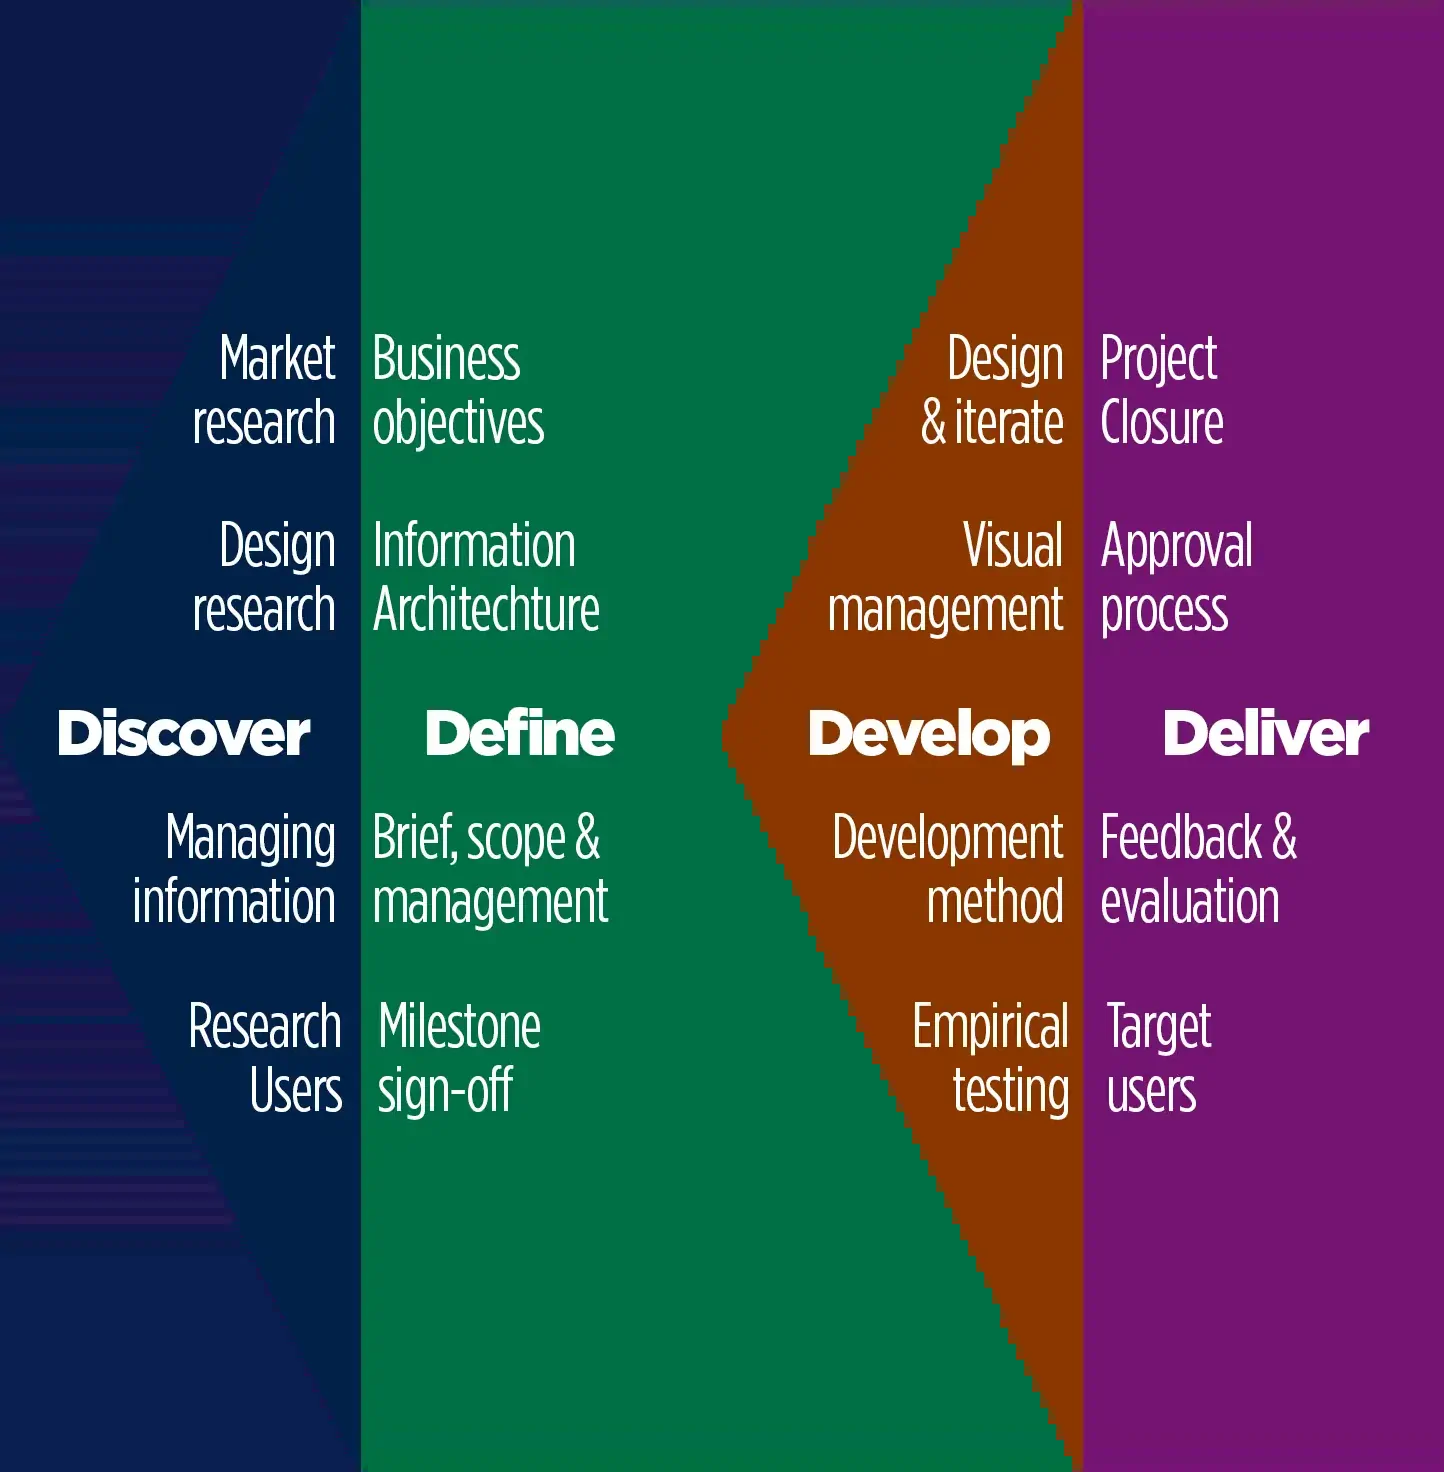 Market
research
Design
research
Discover
Managing
information
Research
Users
Business
objectives
Information
Architechture
Define
Brief, scope &
management
Milestone
sign-off
Design
& iterate
Visual
management
Develop
Development
method
Empirical
testing
Project
Closure
Approval
process
Deliver
Feedback &
evaluation
Target
users